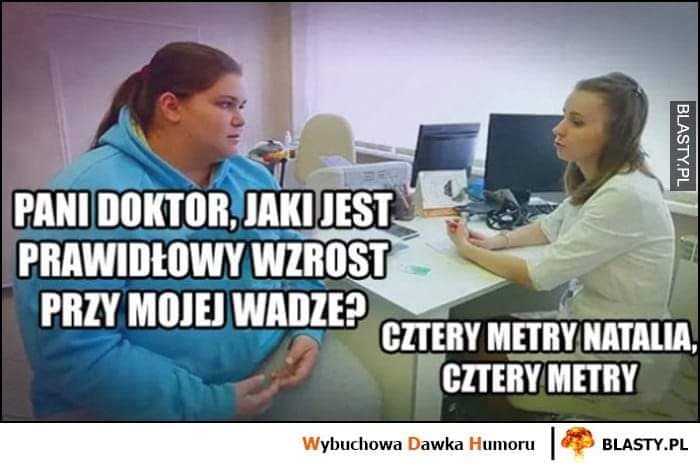 BLASTY.PL
PANI DOKTOR, JAKI JEST
PRAWIDŁOWY WZROST
PRZY MOJEJ WADZE?
CZTERY METRY NATALIA,
CZTERY METRY
Wybuchowa Dawka Humoru
BLASTY.PL